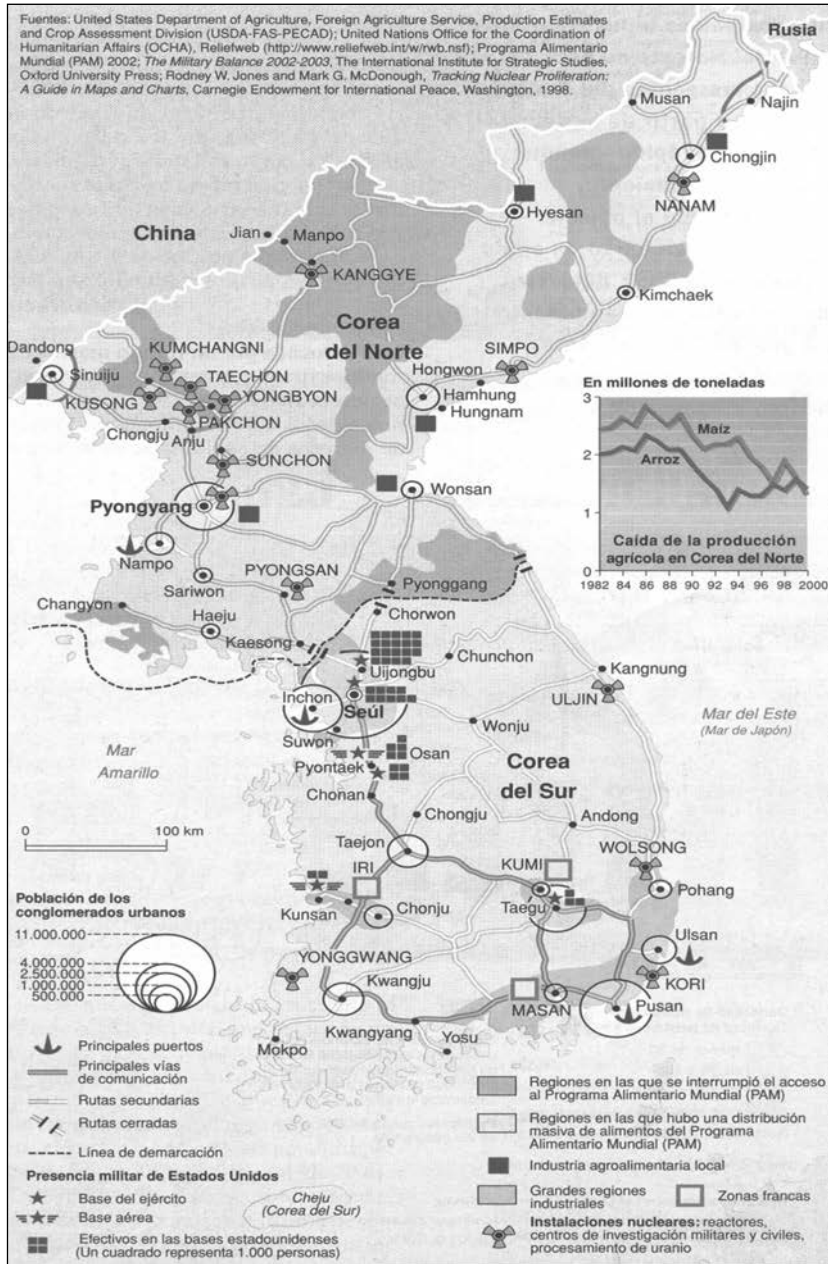 Fuentes: United States Department of Agriculture, Foreign Agriculture Service, Production Estimates
and Crop Assessment Division (USDA-FAS-PECAD); United Nations Office for the Coordination of
Humanitarian Affairs (OCHA), Reliefweb (http://www.reliefweb.int/w/rwb.nsf); Programa Alimentario
Mundial (PAM) 2002; The Military Balance 2002-2003, The International Institute for Strategic Studies,
Oxford University Press; Rodney W. Jones and Mark G. McDonough, Tracking Nuclear Proliferation:
A Guide in Maps and Charts, Carnegie Endowment for International Peace, Washington, 1998.
Rusia
Musan
Najin
Chongjin
NANAM
Hyesan
China
Jian
Manpo
KANGGYE
Kimchaek
Corea
del Norte
Dandong
Sinuiju
KUMCHANGNI
TAECHON
KUSONG
YONGBYON
PAKCHON
Chongju
Anju
SUNCHON
SIMPO
Hongwon
Hamhung
Hungnam
Wonsan
Pyongyang
Nampo
Sariwon
PYONGSAN
Pyonggang
Changyon
Haeju
Kaesong
Chorwon
En millones de toneladas
3
2
1
0
Maíz
Arroz
Caída de la producción
agrícola en Corea del Norte
1982 84 86 88 90 92 94 96 98 2000
Uijongbu
Chunchon
Kangnung
ULJIN
Inchon
Seúl
Suwon
Wonju
Mar del Este
(Mar de Japón)
Mar
Amarillo
Osan
Pyontaek
Chonan
Corea
del Sur
Chongju
Andong
Taejon
IRI
KUMI
WOLSONG
Pohang
Kunsan
Chonju
Taegu
Ulsan
YONGGWANG
KORI
Kwangju
MASAN
Pusan
Kwangyang
Mokpo
Yosu
0 100 km
Población de los
conglomerados urbanos
11.000.000
4.000.000
2.500.000
1.000.000
500.000
Principales puertos
Principales vías
de comunicación
Rutas secundarias
Rutas cerradas
Línea de demarcación
Presencia militar de Estados Unidos
Base del ejército
Base aérea
Efectivos en las bases estadounidenses
(Un cuadrado representa 1.000 personas)
Cheju
(Corea del Sur)
Regiones en las que se interrumpió el acceso
al Programa Alimentario Mundial (PAM)
Regiones en las que hubo una distribución
masiva de alimentos del Programa
Alimentario Mundial (PAM)
Industria agroalimentaria local
Grandes regiones
industriales
Zonas francas
Instalaciones nucleares: reactores,
centros de investigación militares y civiles,
procesamiento de uranio